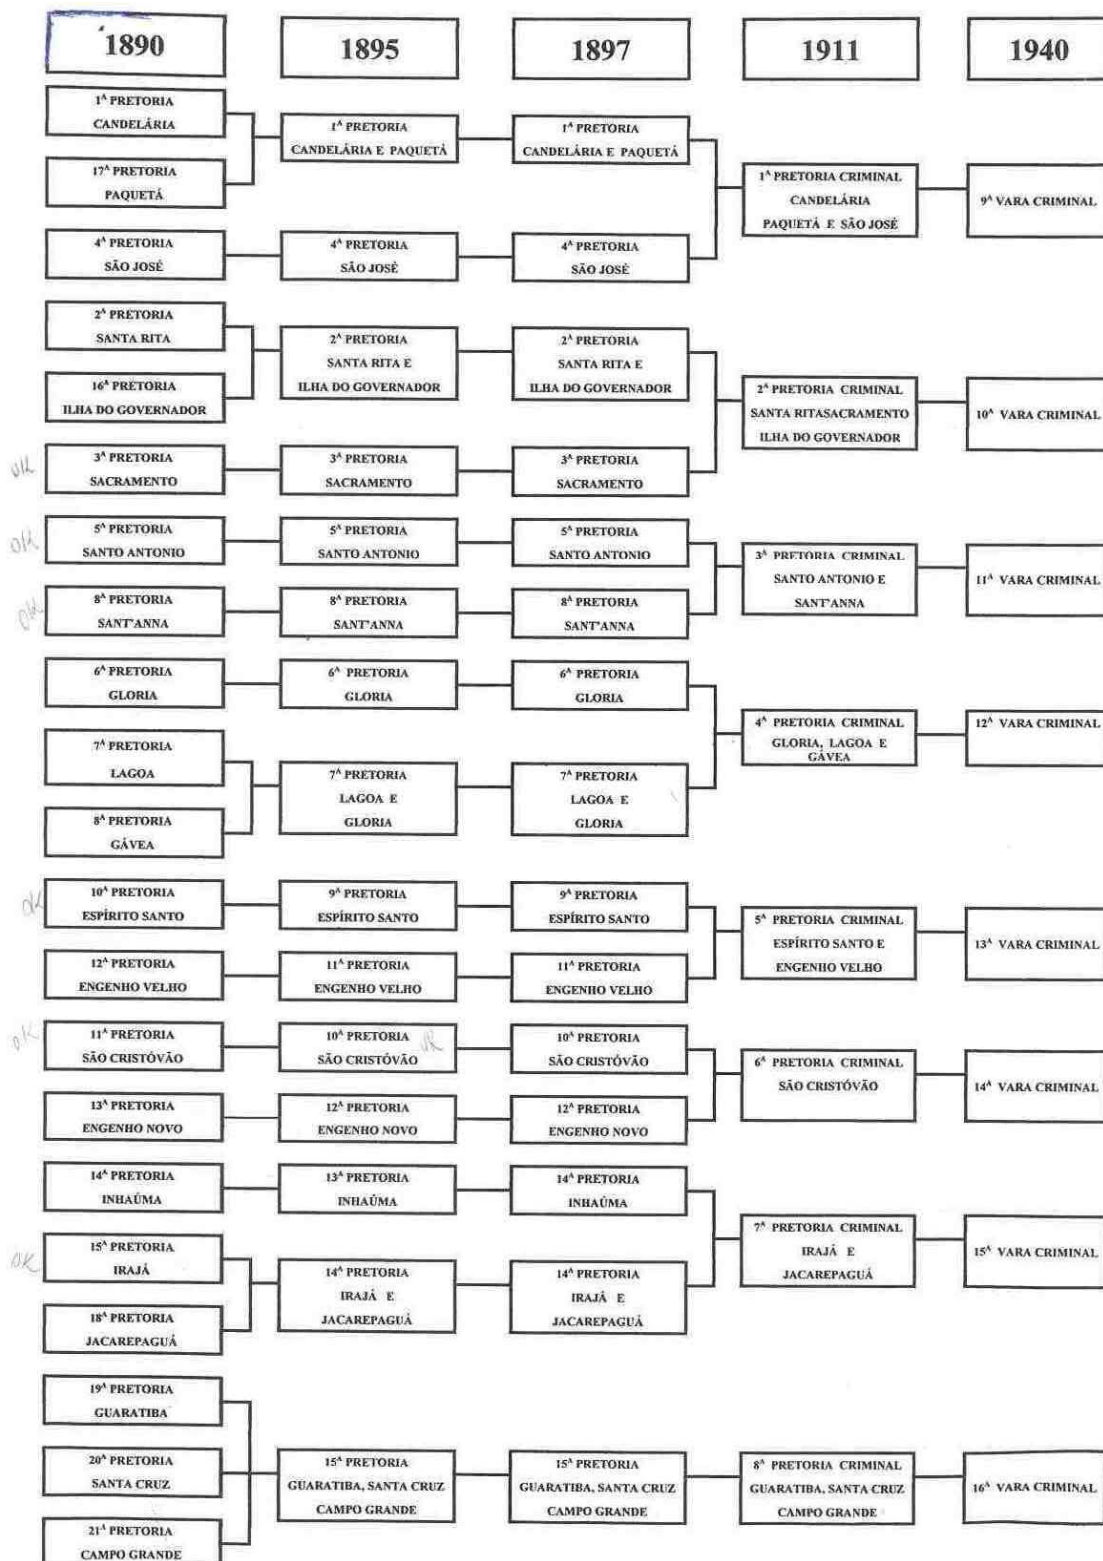 1890
1895
1897
1911
1940
1ᴬ PRETORIA
CANDELÁRIA
17ᴬ PRETORIA
PAQUETÁ
4ᴬ PRETORIA
SÃO JOSÉ
2ᴬ PRETORIA
SANTA RITA
16ᴬ PRETORIA
ILHA DO GOVERNADOR
OK
3ᴬ PRETORIA
SACRAMENTO
OK
5ᴬ PRETORIA
SANTO ANTONIO
OK
8ᴬ PRETORIA
SANT'ANNA
6ᴬ PRETORIA
GLORIA
7ᴬ PRETORIA
LAGOA
8ᴬ PRETORIA
GÁVEA
OK
10ᴬ PRETORIA
ESPÍRITO SANTO
12ᴬ PRETORIA
ENGENHO VELHO
OK
11ᴬ PRETORIA
SÃO CRISTÓVÃO
13ᴬ PRETORIA
ENGENHO NOVO
14ᴬ PRETORIA
INHAÚMA
OK
15ᴬ PRETORIA
IRAJÁ
18ᴬ PRETORIA
JACAREPAGUÁ
19ᴬ PRETORIA
GUARATIBA
20ᴬ PRETORIA
SANTA CRUZ
21ᴬ PRETORIA
CAMPO GRANDE
1ᴬ PRETORIA
CANDELÁRIA E PAQUETÁ
4ᴬ PRETORIA
SÃO JOSÉ
2ᴬ PRETORIA
SANTA RITA E
ILHA DO GOVERNADOR
3ᴬ PRETORIA
SACRAMENTO
5ᴬ PRETORIA
SANTO ANTONIO
8ᴬ PRETORIA
SANT'ANNA
6ᴬ PRETORIA
GLORIA
7ᴬ PRETORIA
LAGOA E
GLORIA
9ᴬ PRETORIA
ESPÍRITO SANTO
11ᴬ PRETORIA
ENGENHO VELHO
10ᴬ PRETORIA OK
SÃO CRISTÓVÃO
12ᴬ PRETORIA
ENGENHO NOVO
13ᴬ PRETORIA
INHAÚMA
14ᴬ PRETORIA
IRAJÁ E
JACAREPAGUÁ
15ᴬ PRETORIA
GUARATIBA, SANTA CRUZ
CAMPO GRANDE
1ᴬ PRETORIA
CANDELÁRIA E PAQUETÁ
4ᴬ PRETORIA
SÃO JOSÉ
2ᴬ PRETORIA
SANTA RITA E
ILHA DO GOVERNADOR
3ᴬ PRETORIA
SACRAMENTO
5ᴬ PRETORIA
SANTO ANTONIO
8ᴬ PRETORIA
SANT'ANNA
6ᴬ PRETORIA
GLORIA
7ᴬ PRETORIA
LAGOA E
GLORIA
9ᴬ PRETORIA
ESPÍRITO SANTO
11ᴬ PRETORIA
ENGENHO VELHO
10ᴬ PRETORIA
SÃO CRISTÓVÃO
12ᴬ PRETORIA
ENGENHO NOVO
14ᴬ PRETORIA
INHAÚMA
14ᴬ PRETORIA
IRAJÁ E
JACAREPAGUÁ
15ᴬ PRETORIA
GUARATIBA, SANTA CRUZ
CAMPO GRANDE
1ᴬ PRETORIA CRIMINAL
CANDELÁRIA
PAQUETÁ E SÃO JOSÉ
2ᴬ PRETORIA CRIMINAL
SANTA RITASACRAMENTO
ILHA DO GOVERNADOR
3ᴬ PRETORIA CRIMINAL
SANTO ANTONIO E
SANT'ANNA
4ᴬ PRETORIA CRIMINAL
GLORIA, LAGOA E
GÁVEA
5ᴬ PRETORIA CRIMINAL
ESPÍRITO SANTO E
ENGENHO VELHO
6ᴬ PRETORIA CRIMINAL
SÃO CRISTÓVÃO
7ᴬ PRETORIA CRIMINAL
IRAJÁ E
JACAREPAGUÁ
8ᴬ PRETORIA CRIMINAL
GUARATIBA, SANTA CRUZ
CAMPO GRANDE
9ᴬ VARA CRIMINAL
10ᴬ VARA CRIMINAL
11ᴬ VARA CRIMINAL
12ᴬ VARA CRIMINAL
13ᴬ VARA CRIMINAL
14ᴬ VARA CRIMINAL
15ᴬ VARA CRIMINAL
16ᴬ VARA CRIMINAL